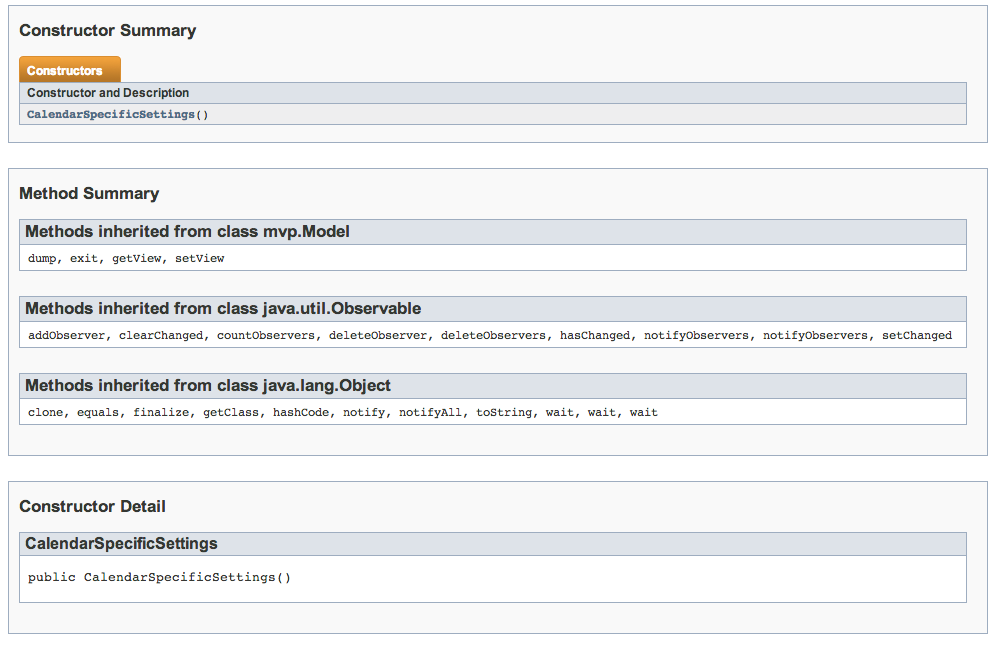 Constructor Summary
Constructors
Constructor and Description
CalendarSpecificSettings()
Method Summary
Methods inherited from class mvp.Model
dump, exit, getView, setView
Methods inherited from class java.util.Observable
addObserver, clearChanged, countObservers, deleteObserver, deleteObservers, hasChanged, notifyObservers, notifyObservers, setChanged
Methods inherited from class java.lang.Object
clone, equals, finalize, getClass, hashCode, notify, notifyAll, toString, wait, wait, wait
Constructor Detail
CalendarSpecificSettings
public CalendarSpecificSettings()